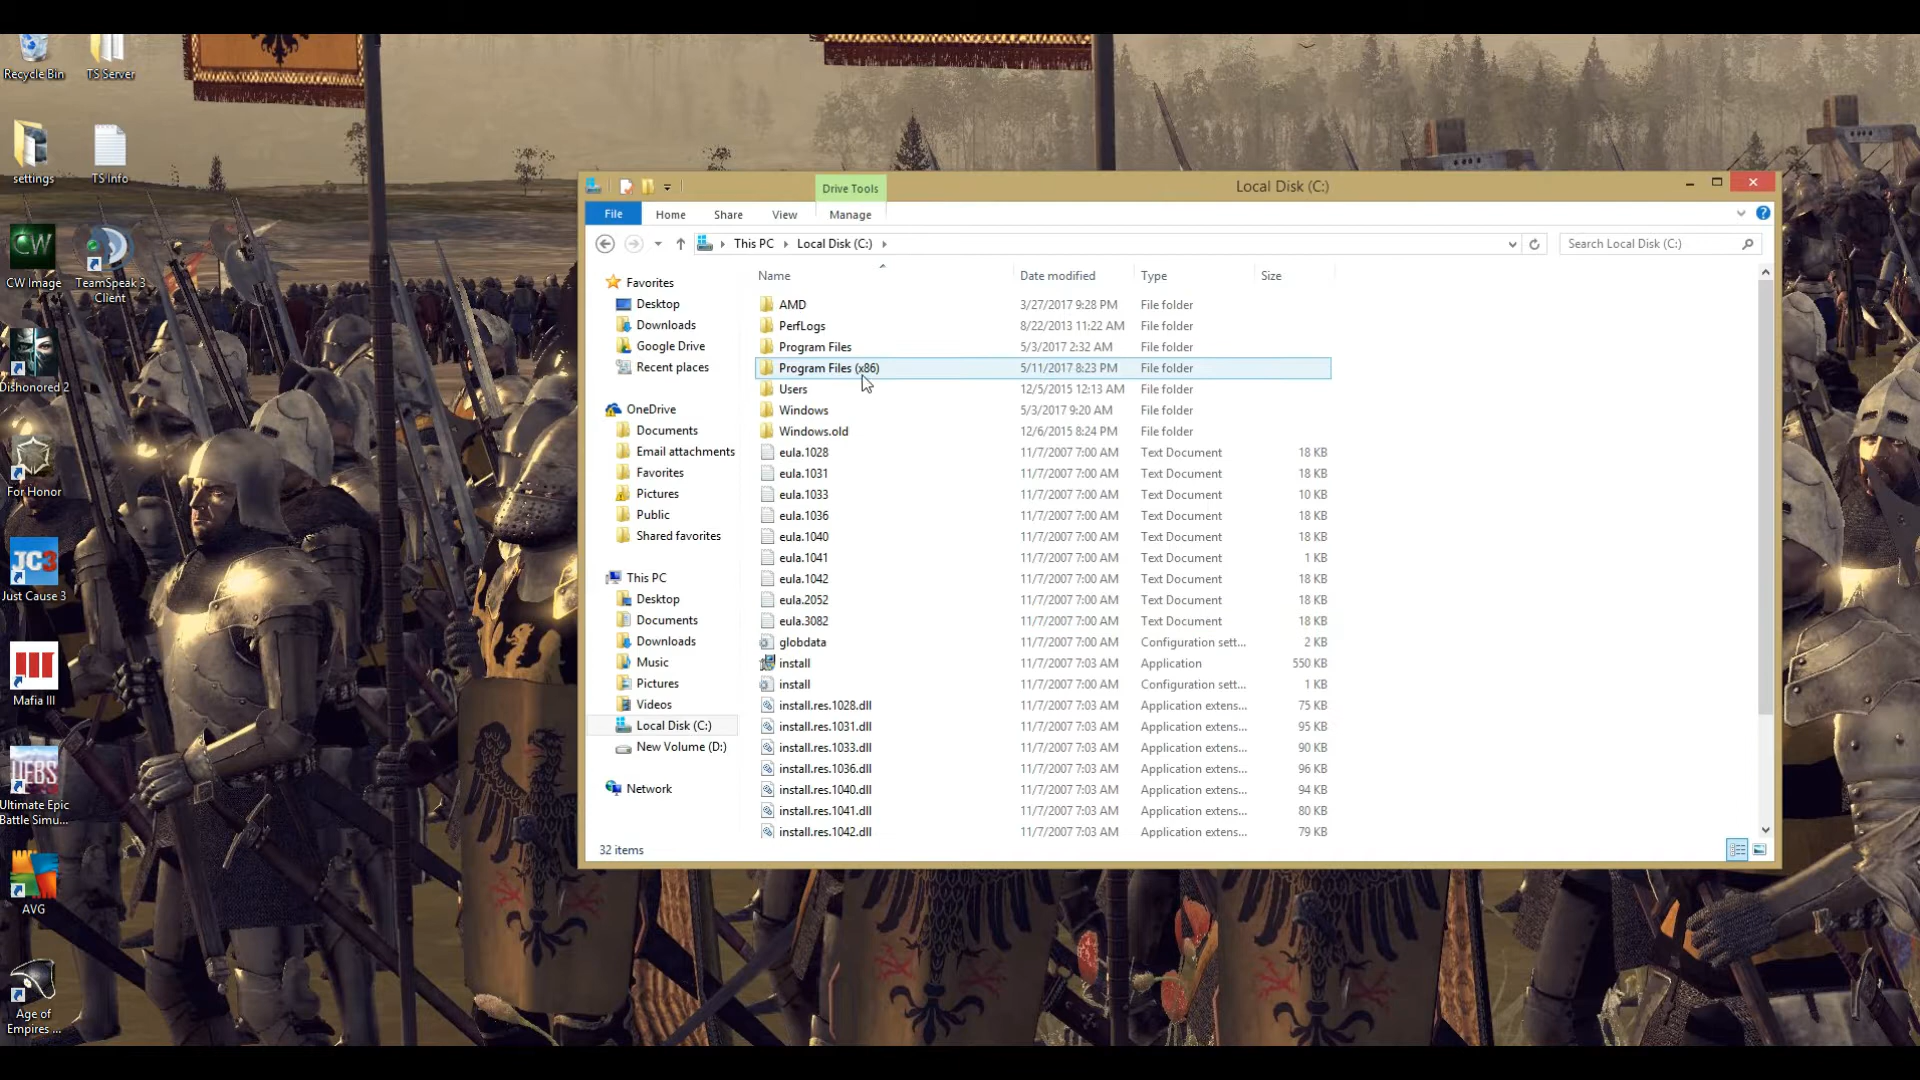 Recycle Bin
TS Server
settings
TS Info
CW
CW Image
TeamSpeak 3
Client
Dishonored 2
For Honor
JC3
Just Cause 3
Mafia III
UEBS
Ultimate Epic
Battle Simu...
AVG
Age of
Empires ...
Drive Tools
Local Disk (C:)
File
Home
Share
View
Manage
This PC
Local Disk (C:)
Search Local Disk (C:)
Favorites
Desktop
Downloads
Google Drive
Recent places
OneDrive
Documents
Email attachments
Favorites
Pictures
Public
Shared favorites
This PC
Desktop
Documents
Downloads
Music
Pictures
Videos
Local Disk (C:)
New Volume (D:)
Network
Name Date modified Type Size
AMD 3/27/2017 9:28 PM File folder
PerfLogs 8/22/2013 11:22 AM File folder
Program Files 5/3/2017 2:32 AM File folder
Program Files (x86) 5/11/2017 8:23 PM File folder
Users 12/5/2015 12:13 AM File folder
Windows 5/3/2017 9:20 AM File folder
Windows.old 12/6/2015 8:24 PM File folder
eula.1028 11/7/2007 7:00 AM Text Document 18 KB
eula.1031 11/7/2007 7:00 AM Text Document 18 KB
eula.1033 11/7/2007 7:00 AM Text Document 10 KB
eula.1036 11/7/2007 7:00 AM Text Document 18 KB
eula.1040 11/7/2007 7:00 AM Text Document 18 KB
eula.1041 11/7/2007 7:00 AM Text Document 1 KB
eula.1042 11/7/2007 7:00 AM Text Document 18 KB
eula.2052 11/7/2007 7:00 AM Text Document 18 KB
eula.3082 11/7/2007 7:00 AM Text Document 18 KB
globdata 11/7/2007 7:00 AM Configuration sett... 2 KB
install 11/7/2007 7:03 AM Application 550 KB
install 11/7/2007 7:00 AM Configuration sett... 1 KB
install.res.1028.dll 11/7/2007 7:03 AM Application extens... 75 KB
install.res.1031.dll 11/7/2007 7:03 AM Application extens... 95 KB
install.res.1033.dll 11/7/2007 7:03 AM Application extens... 90 KB
install.res.1036.dll 11/7/2007 7:03 AM Application extens... 96 KB
install.res.1040.dll 11/7/2007 7:03 AM Application extens... 94 KB
install.res.1041.dll 11/7/2007 7:03 AM Application extens... 80 KB
install.res.1042.dll 11/7/2007 7:03 AM Application extens... 79 KB
32 items